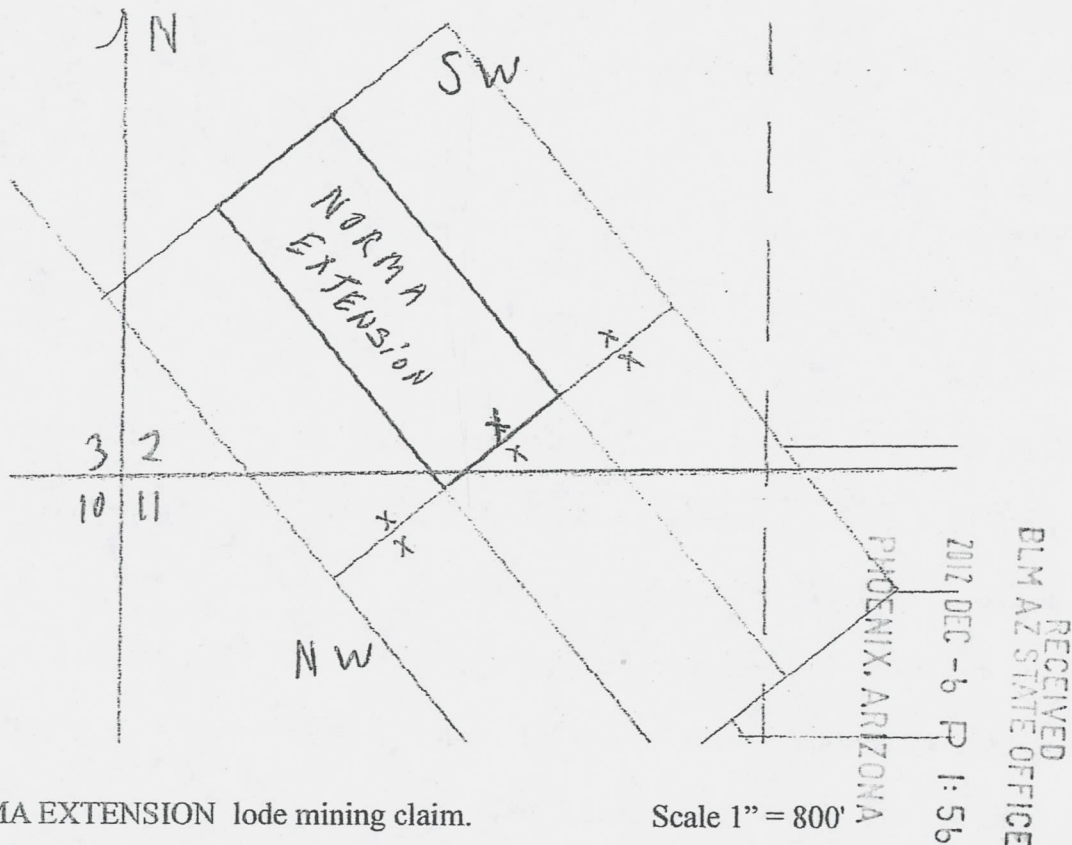 N
SW
NORMA
EXTENSION
3 2
10 11
NW
MA EXTENSION lode mining claim.
Scale 1” = 800'
RECEIVED
BLM AZ STATE OFFICE
2012 DEC -6 P 1:56
PHOENIX, ARIZONA